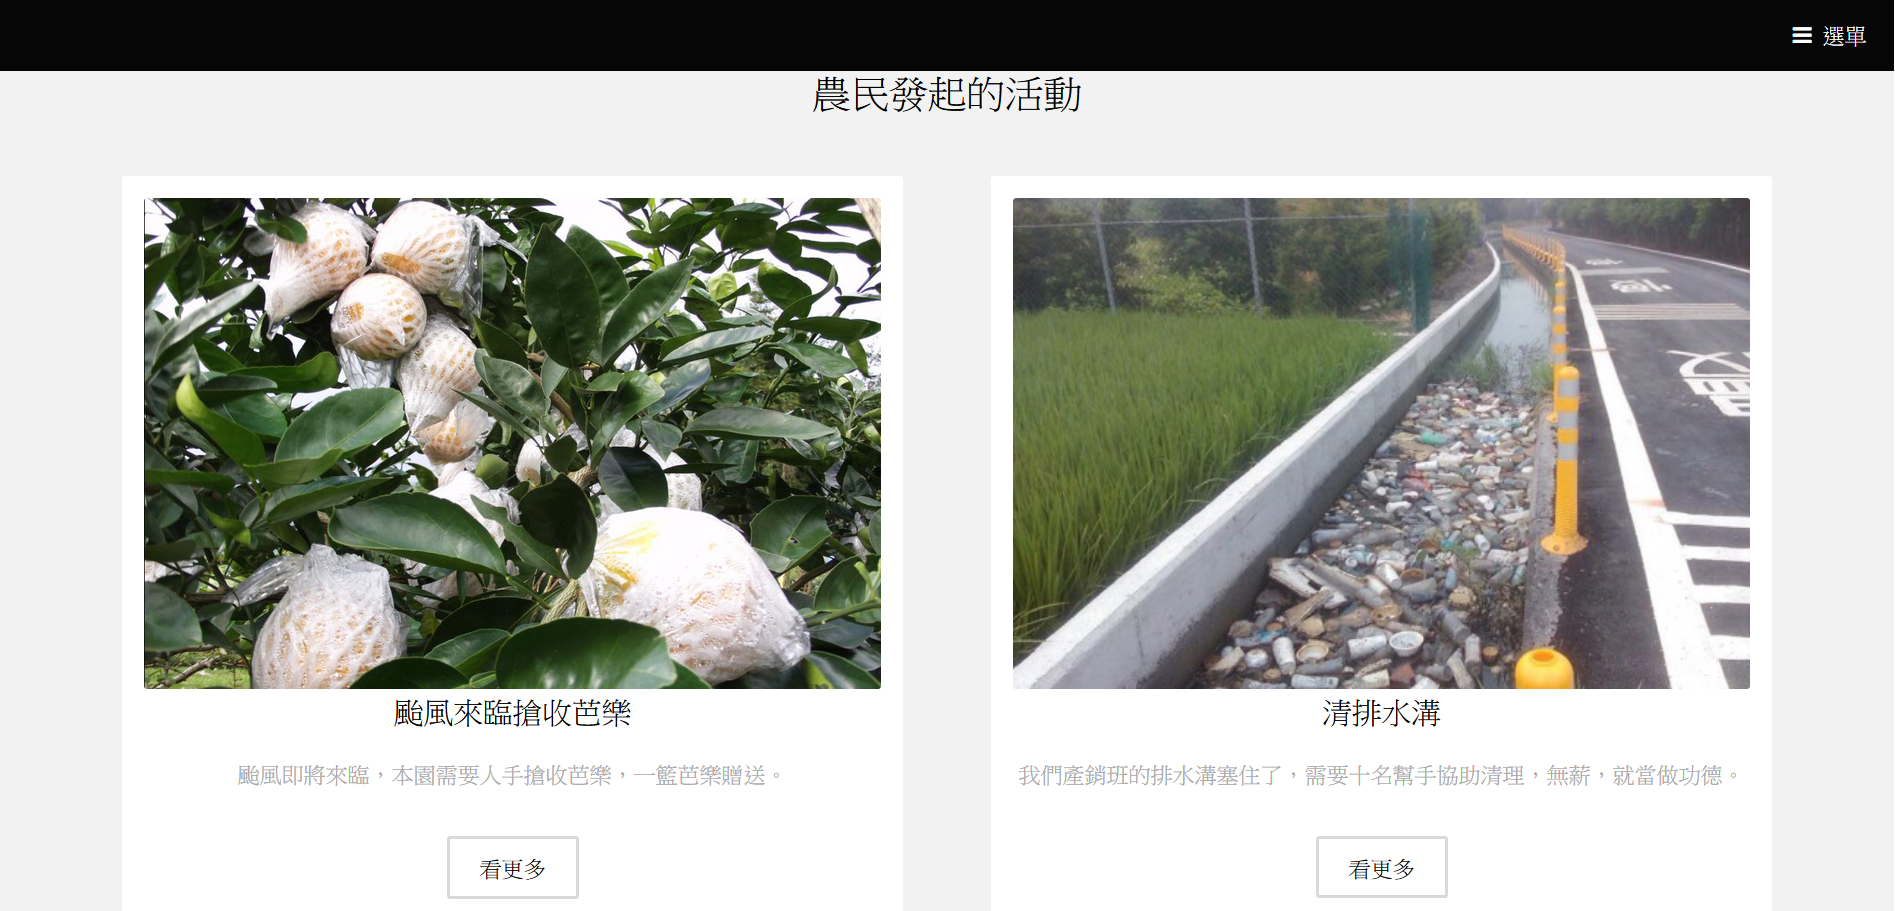 選單
農民發起的活動
颱風來臨搶收芭樂
颱風即將來臨，本園需要人手搶收芭樂，一籃芭樂贈送。
看更多
清排水溝
我們產銷班的排水溝塞住了，需要十名幫手協助清理，無薪，就當做功德。
看更多